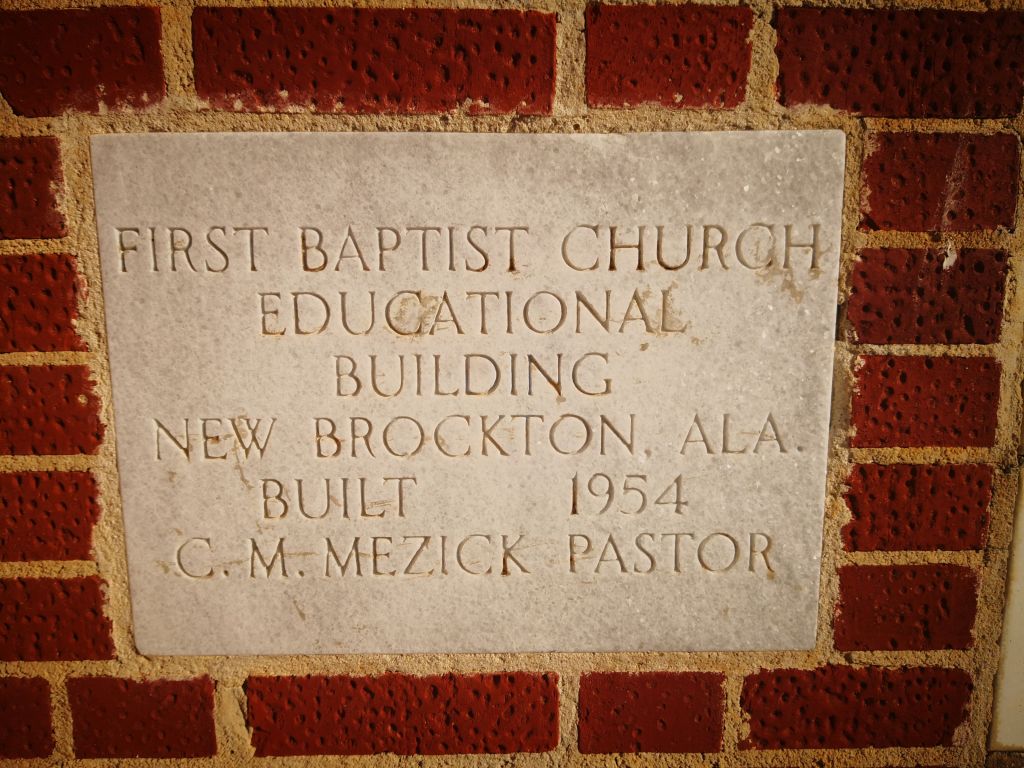 FIRST BAPTIST CHURCH
EDUCATIONAL
BUILDING
NEW BROCKTON, ALA.
BUILT 1954
C. M. MEZICK PASTOR